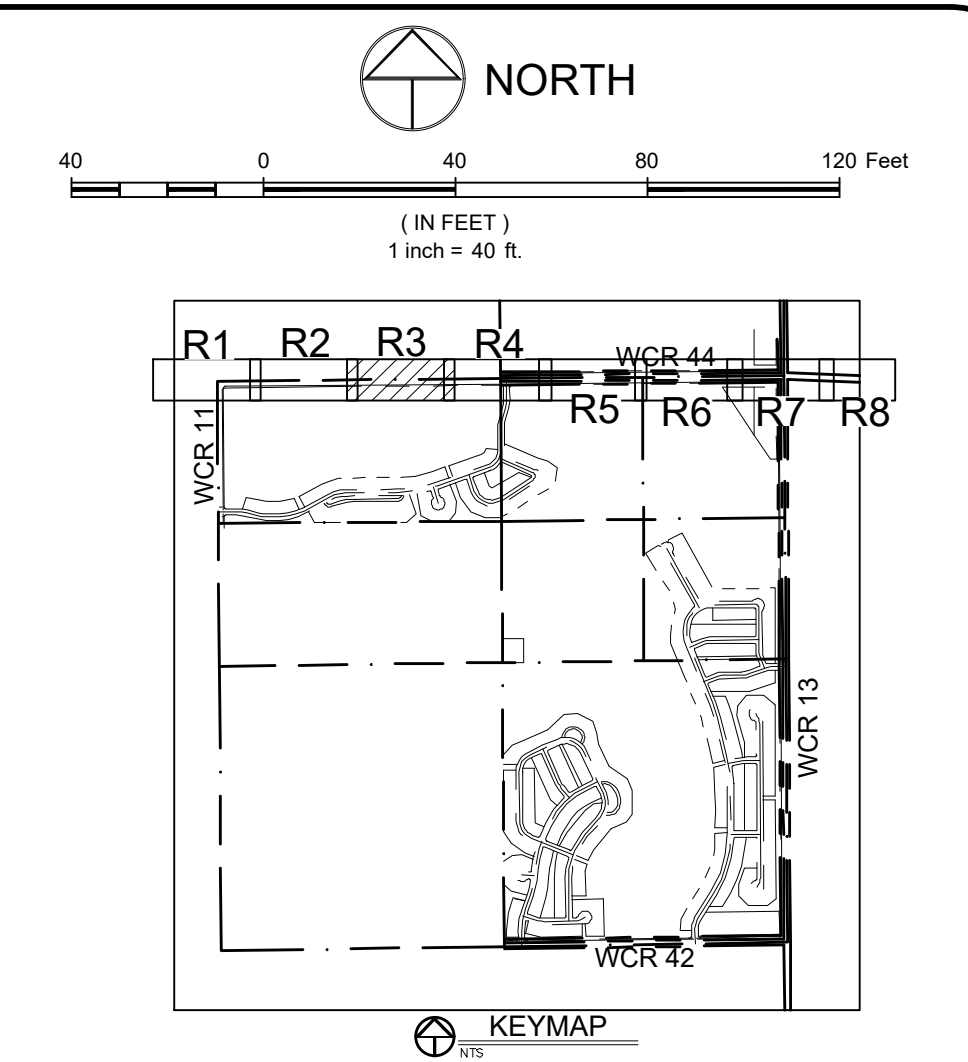 NORTH
40 0 40 80 120 Feet
( IN FEET )
1 inch = 40 ft.
R1 R2 R3 R4
WCR 44
R5 R6 R7 R8
WCR 11
WCR 13
WCR 42
KEYMAP
NTS